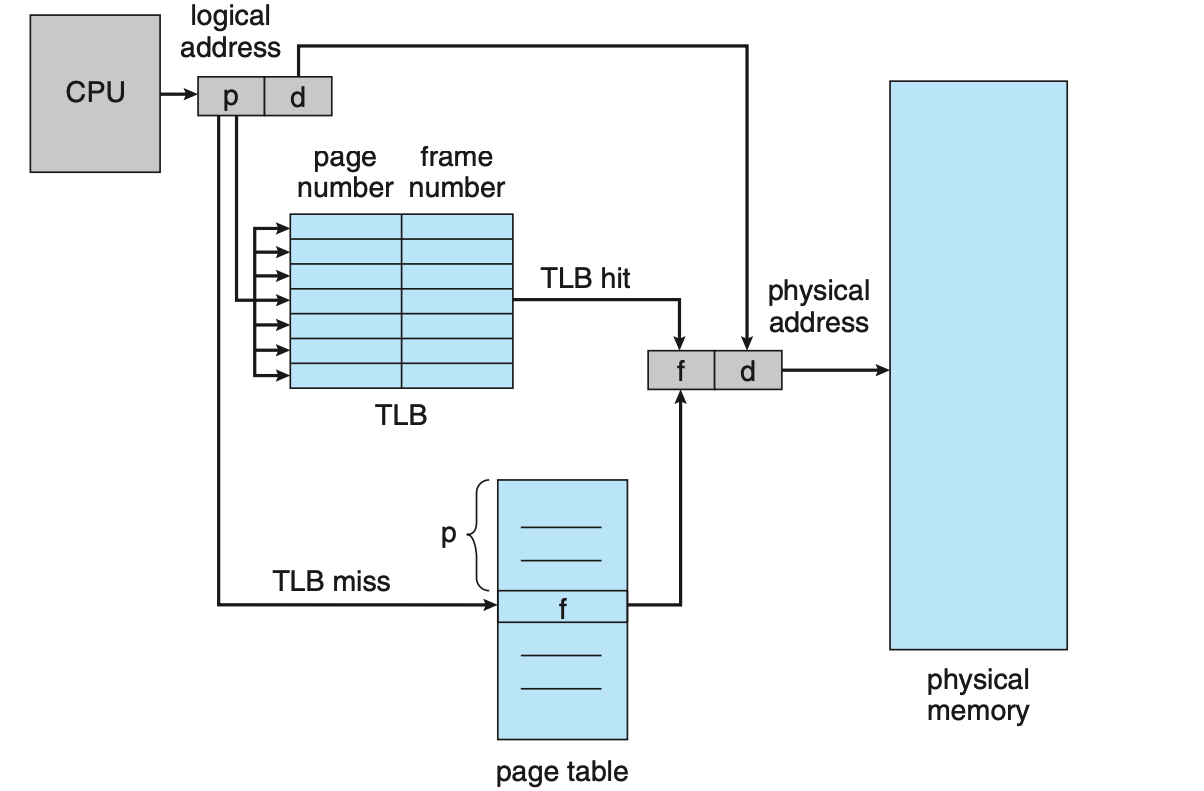 logical
address
CPU
p
d
page
number
frame
number
TLB hit
physical
address
f
d
TLB
p
TLB miss
f
physical
memory
page table